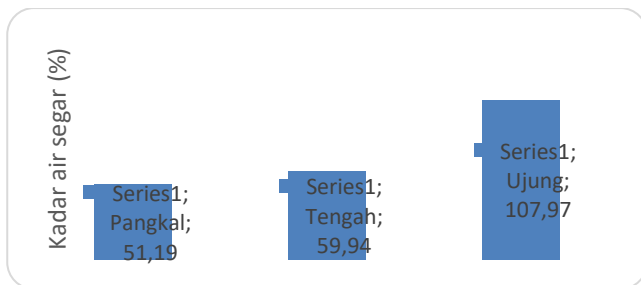 Kadar air segar (%)
Series1;
Pangkal;
51,19
Series1;
Tengah;
59,94
Series1;
Ujung;
107,97